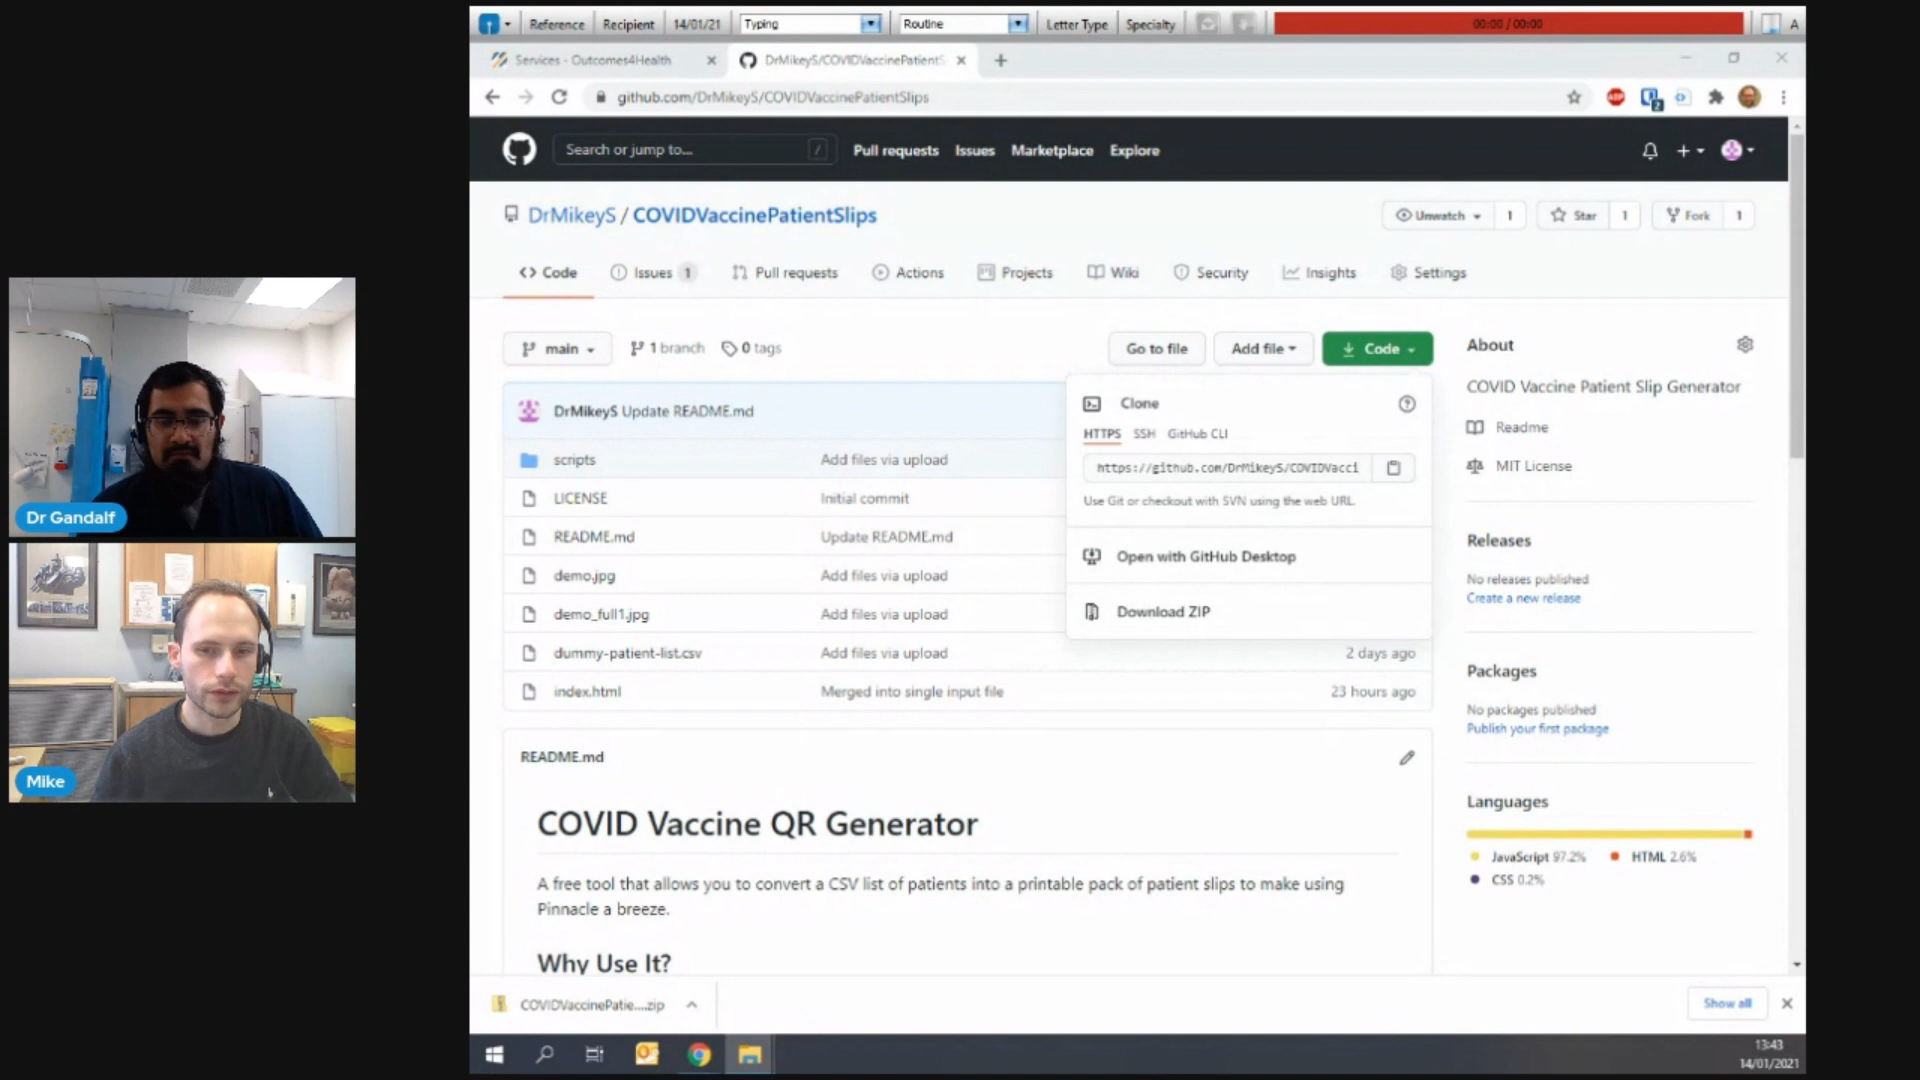 Reference Recipient 14/01/21 Typing Routine Letter Type Specialty 00:00 / 00:00 A
Services - Outcomes4Health DrMikeyS/COVIDVaccinePatientS
github.com/DrMikeyS/COVIDVaccinePatientSlips
Search or jump to... / Pull requests Issues Marketplace Explore
DrMikeyS / COVIDVaccinePatientSlips Unwatch 1 Star 1 Fork 1
Code Issues 1 Pull requests Actions Projects Wiki Security Insights Settings
main 1 branch 0 tags Go to file Add file Code
About
COVID Vaccine Patient Slip Generator
Readme
MIT License
DrMikeyS Update README.md
scripts Add files via upload
LICENSE Initial commit
README.md Update README.md
demo.jpg Add files via upload
demo_full1.jpg Add files via upload
dummy-patient-list.csv Add files via upload 2 days ago
index.html Merged into single input file 23 hours ago
Clone
HTTPS SSH GitHub CLI
https://github.com/DrMikeyS/COVIDVacci
Use Git or checkout with SVN using the web URL.
Open with GitHub Desktop
Download ZIP
Releases
No releases published
Create a new release
Packages
No packages published
Publish your first package
Languages
JavaScript 97.2% HTML 2.6%
CSS 0.2%
README.md
COVID Vaccine QR Generator
A free tool that allows you to convert a CSV list of patients into a printable pack of patient slips to make using
Pinnacle a breeze.
Why Use It?
COVIDVaccinePatie....zip Show all
13:43
14/01/2021
Dr Gandalf
Mike